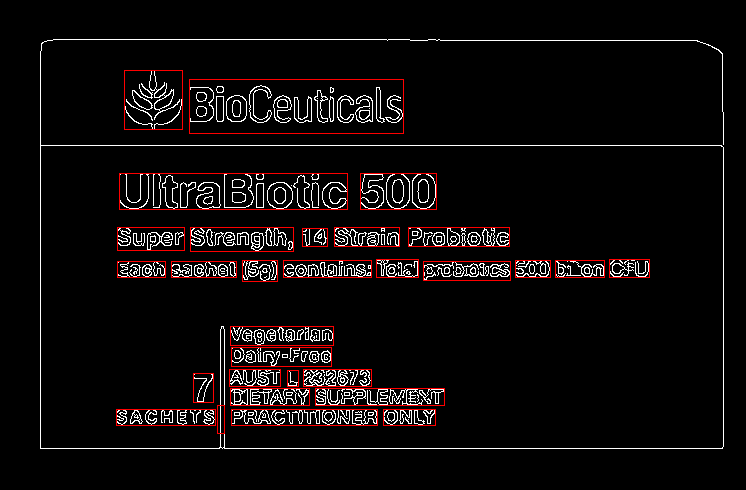 BioCeuticals
UltraBiotic 500
Super Strength, 14 Strain Probiotic
Each sachet (5g) contains: Total probiotics 500 billion CFU
Vegetarian
Dairy-Free
AUST L 232673
DIETARY SUPPLEMENT
PRACTITIONER ONLY
7
SACHETS